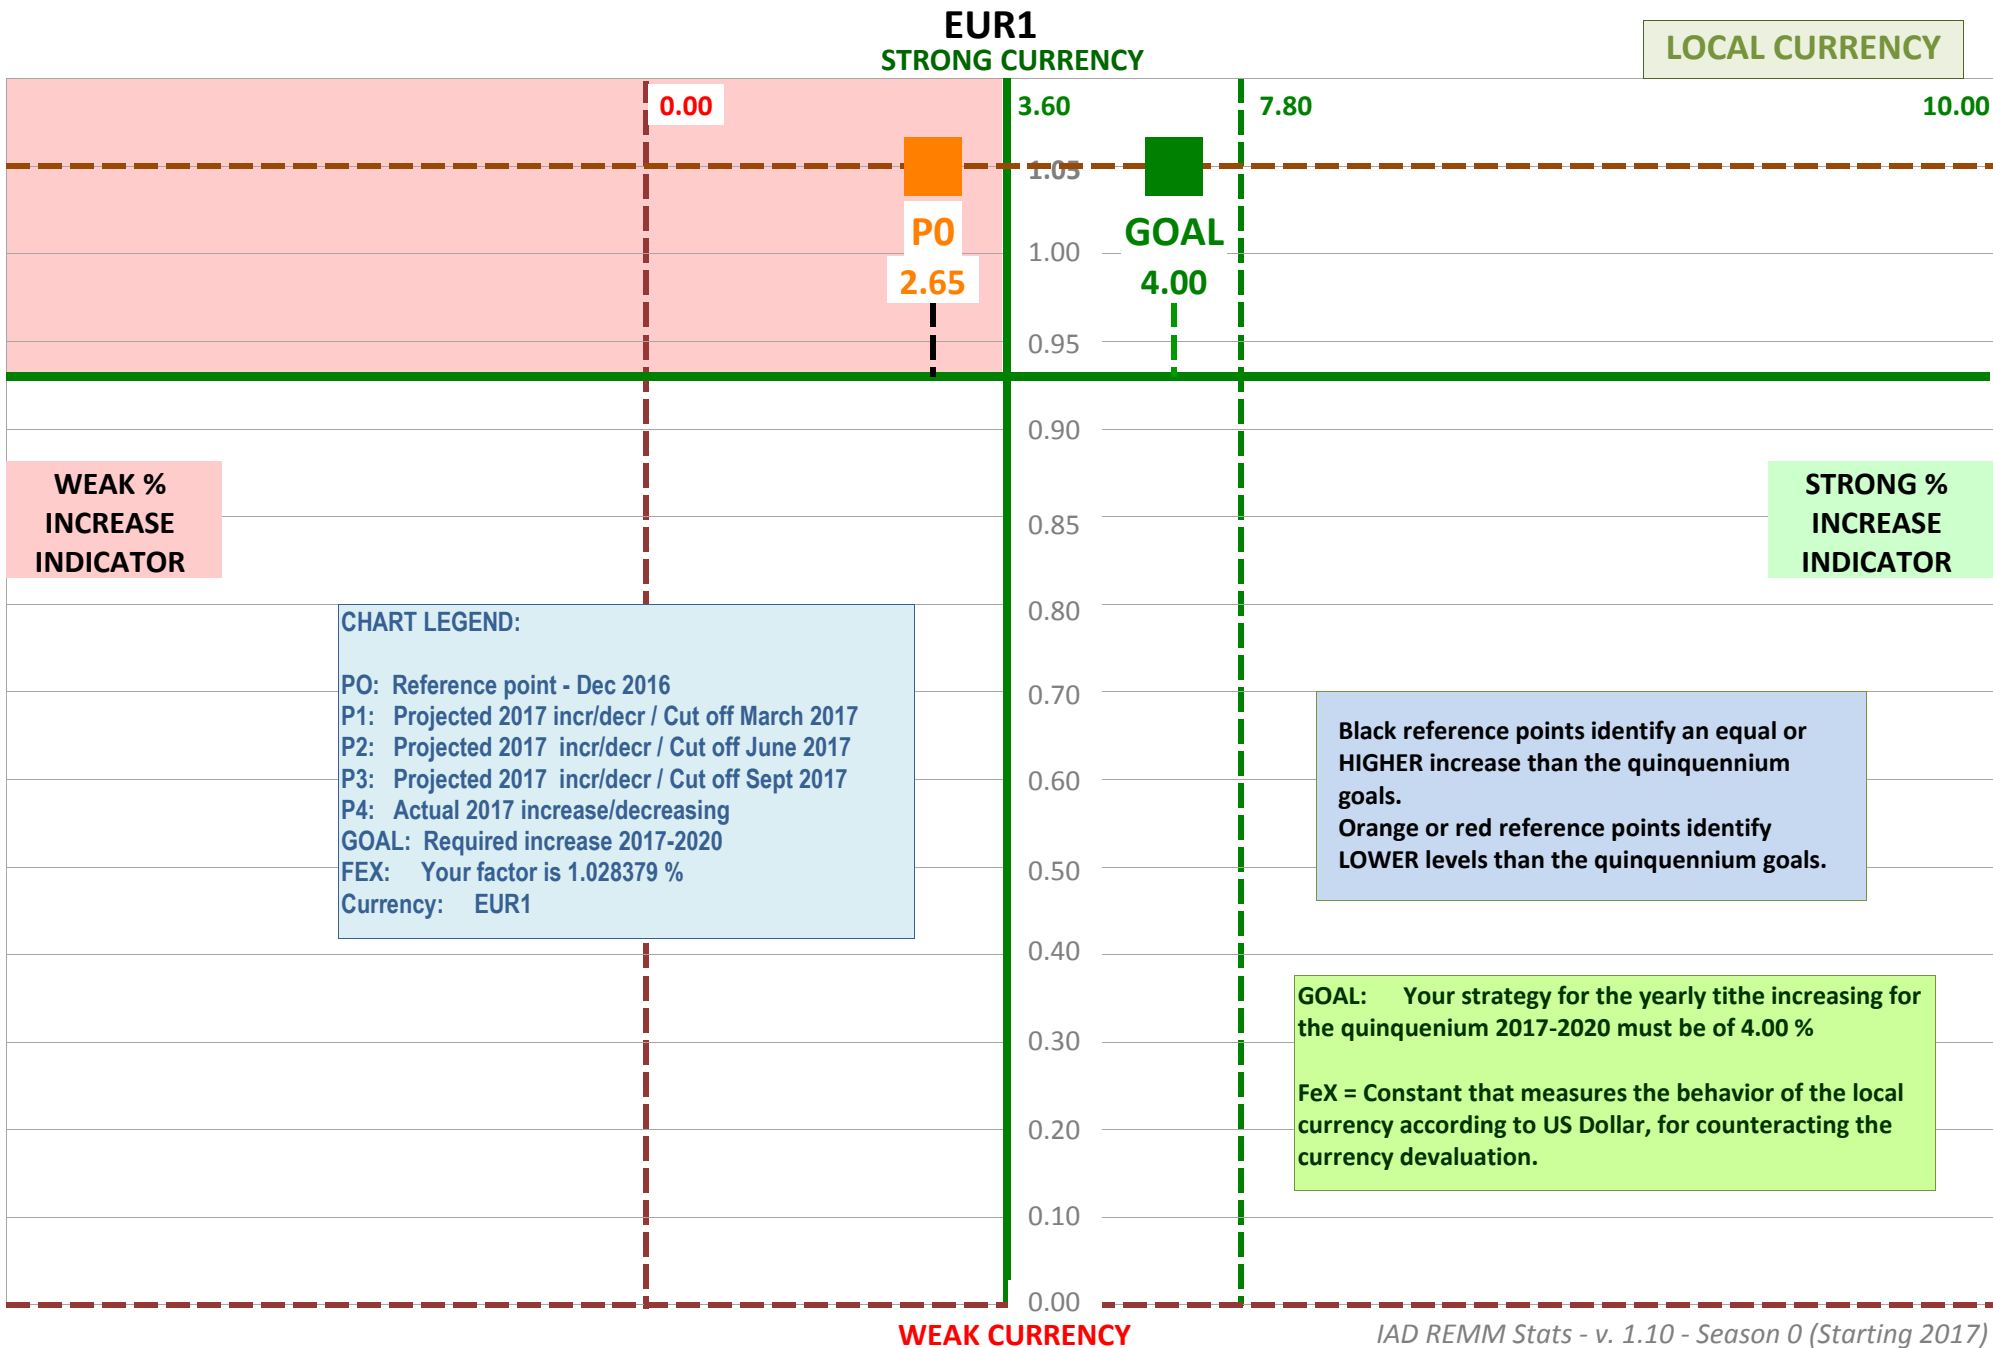 EUR1
STRONG CURRENCY
LOCAL CURRENCY
0.00
3.60
7.80
10.00
1.05
P0
GOAL
1.00
2.65
4.00
0.95
0.90
WEAK %
INCREASE
INDICATOR
0.85
STRONG %
INCREASE
INDICATOR
0.80
CHART LEGEND:
PO: Reference point - Dec 2016
P1: Projected 2017 incr/decr / Cut off March 2017
P2: Projected 2017 incr/decr / Cut off June 2017
P3: Projected 2017 incr/decr / Cut off Sept 2017
P4: Actual 2017 increase/decreasing
GOAL: Required increase 2017-2020
FEX: Your factor is 1.028379 %
Currency: EUR1
0.70
0.60
0.50
0.40
Black reference points identify an equal or
HIGHER increase than the quinquennium
goals.
Orange or red reference points identify
LOWER levels than the quinquennium goals.
GOAL: Your strategy for the yearly tithe increasing for
the quinquenium 2017-2020 must be of 4.00 %
FeX = Constant that measures the behavior of the local
currency according to US Dollar, for counteracting the
currency devaluation.
0.30
0.20
0.10
0.00
WEAK CURRENCY
IAD REMM Stats - v. 1.10 - Season 0 (Starting 2017)